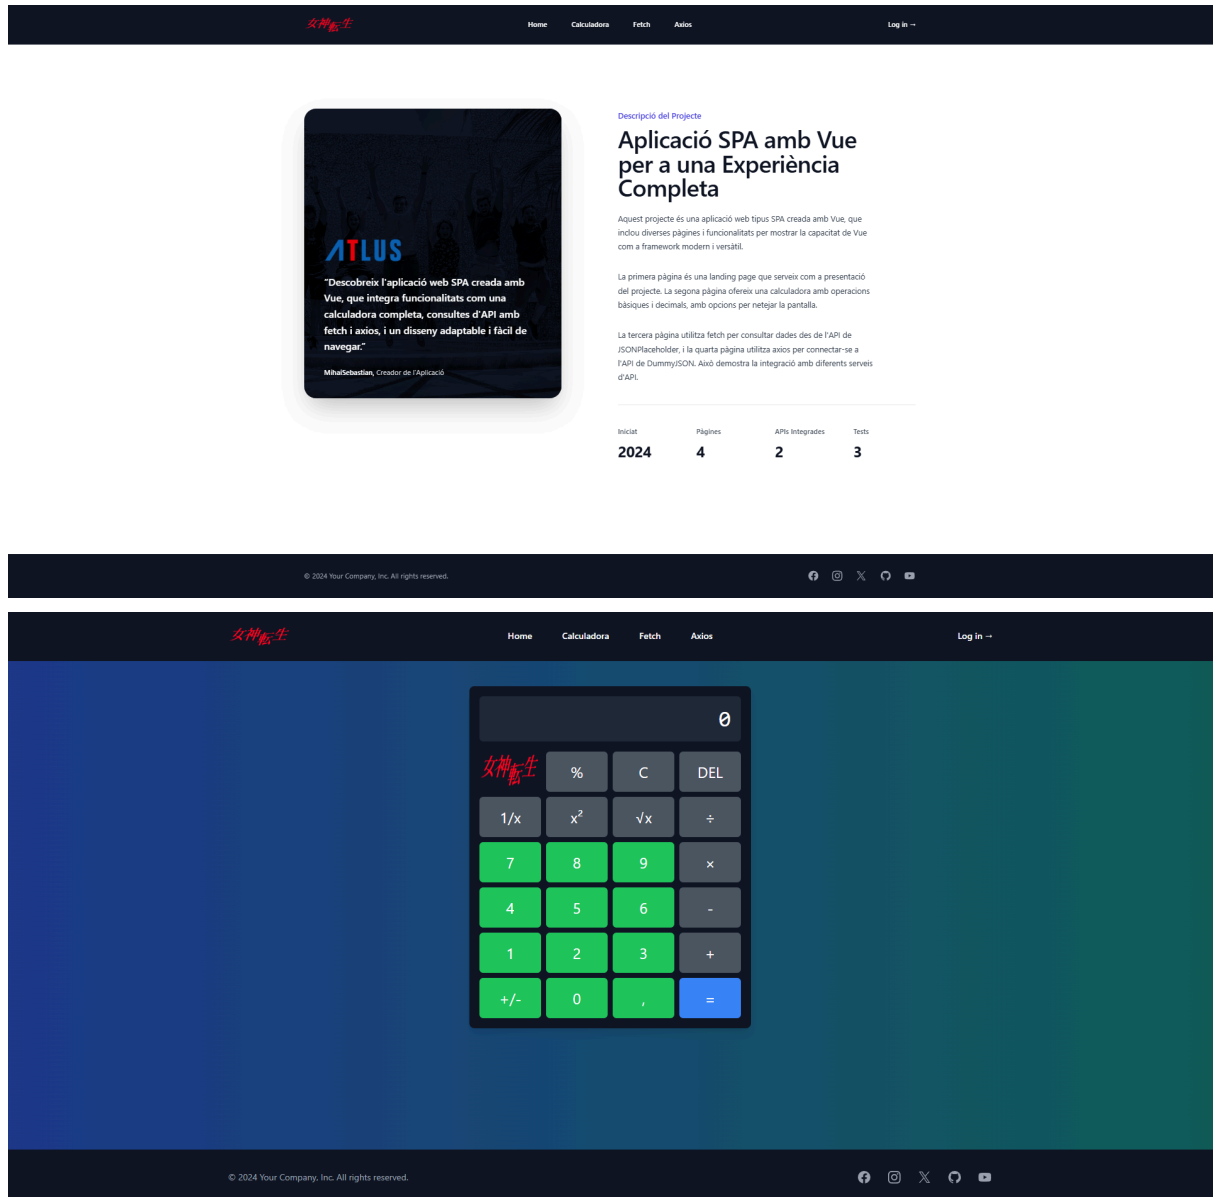 女神転生
Home Calculadora Fetch Axios Log in →
ATLUS
“Descobreix l'aplicació web SPA creada amb
Vue, que integra funcionalitats com una
calculadora completa, consultes d'API amb
fetch i axios, i un disseny adaptable i fàcil de
navegar.”
MihaiSebastian, Creador de l'Aplicació
Descripció del Projecte
Aplicació SPA amb Vue
per a una Experiència
Completa
Aquest projecte és una aplicació web tipus SPA creada amb Vue, que
inclou diverses pàgines i funcionalitats per mostrar la capacitat de Vue
com a framework modern i versàtil.
La primera pàgina és una landing page que serveix com a presentació
del projecte. La segona pàgina ofereix una calculadora amb operacions
bàsiques i decimals, amb opcions per netejar la pantalla.
La tercera pàgina utilitza fetch per consultar dades des de l'API de
JSONPlaceholder, i la quarta pàgina utilitza axios per connectar-se a
l'API de DummyJSON. Això demostra la integració amb diferents serveis
d'API.
Iniciat Pàgines APIs Integrades Tests
2024 4 2 3
© 2024 Your Company, Inc. All rights reserved.
女神転生
Home Calculadora Fetch Axios Log in →
0
女神転生 % C DEL
1/x x² √x ÷
7 8 9 ×
4 5 6 -
1 2 3 +
+/- 0 , =
© 2024 Your Company, Inc. All rights reserved.